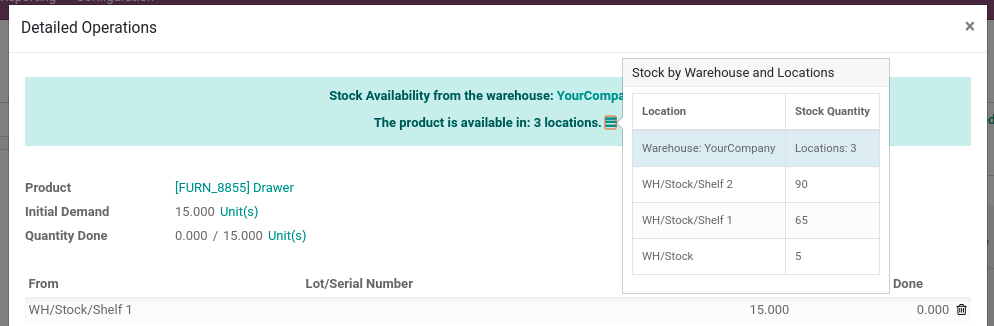 Detailed Operations
×
Stock Availability from the warehouse:
The product is available in: 3 locations.
Stock by Warehouse and Locations
Location Stock Quantity
Warehouse: YourCompany Locations: 3
WH/Stock/Shelf 2 90
WH/Stock/Shelf 1 65
WH/Stock 5
Product [FURN_8855] Drawer
Initial Demand 15.000 Unit(s)
Quantity Done 0.000 / 15.000 Unit(s)
From Lot/Serial Number Done
WH/Stock/Shelf 1 15.000 0.000